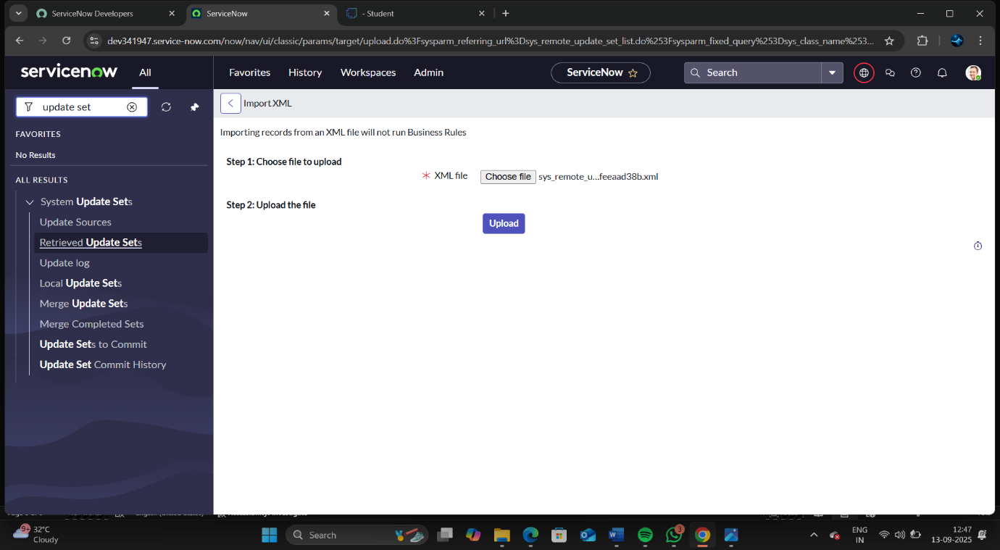 ServiceNow Developers
ServiceNow
- Student
dev341947.service-now.com/now/nav/ui/classic/params/target/upload.do%3Fsysparm_referring_url%3Dsys_remote_update_set_list.do%253Fsysparm_fixed_query%253Dsys_class_name%253...
servicenow
All
Favorites
History
Workspaces
Admin
ServiceNow
Search
update set
Import XML
Importing records from an XML file will not run Business Rules
FAVORITES
No Results
ALL RESULTS
System Update Sets
Update Sources
Retrieved Update Sets
Update log
Local Update Sets
Merge Update Sets
Merge Completed Sets
Update Sets to Commit
Update Set Commit History
Step 1: Choose file to upload
XML file
Choose file
sys_remote_u...feeaad38b.xml
Step 2: Upload the file
Upload
9+
32°C
Cloudy
Search
3
ENG
IN
12:47
13-09-2025